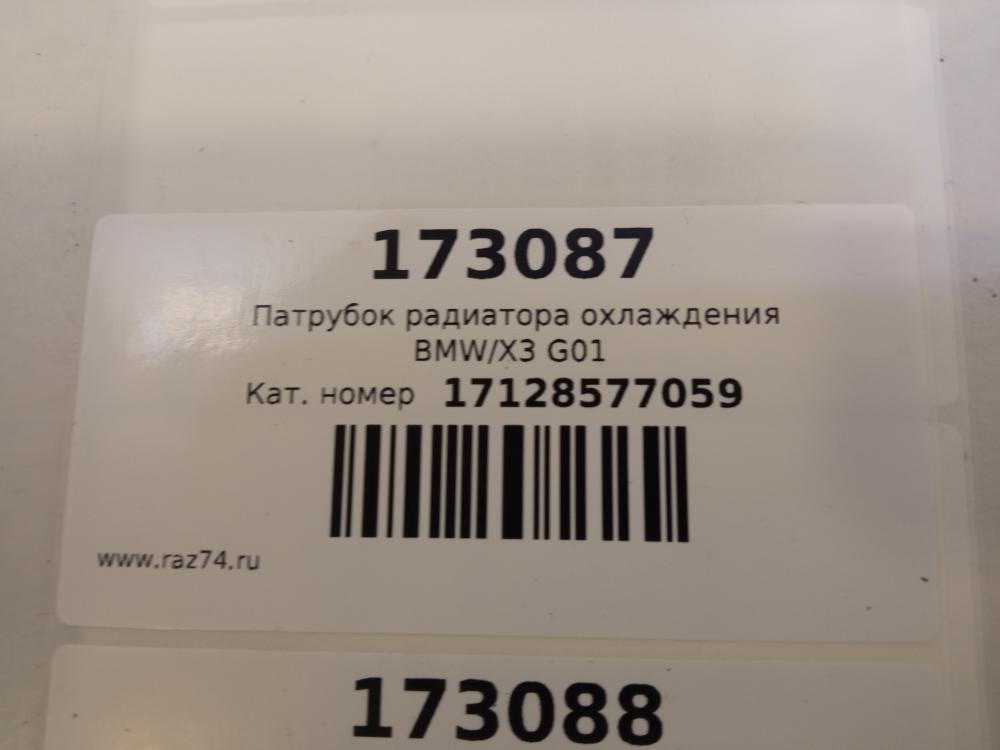 173087
Патрубок радиатора охлаждения
BMW/X3 G01
Кат. номер 17128577059
www.raz74.ru
173088